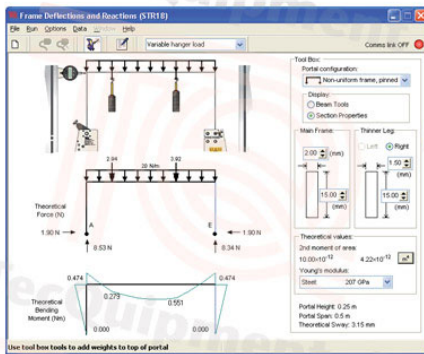 Frame Deflections and Reactions (STR18)
File Run Options Data Window Help
Variable hanger load
Comms link OFF
Tool Box:
Portal configuration:
Non-uniform frame, pinned
Display:
Beam Tools
Section Properties
Main Frame:
Thinner Leg:
Left Right
2.00 (mm)
1.50 (mm)
15.00 (mm)
15.00 (mm)
2.94 20 N/m 3.92
Theoretical Force (N)
A E
1.90 N 1.90 N
8.53 N 8.34 N
Theoretical values:
2nd moment of area
10.00×10⁻¹² 4.22×10⁻¹² m⁴
Young's modulus:
Steel 207 GPa
Portal Height: 0.25 m
Portal Span: 0.5 m
Theoretical Sway: 3.15 mm
0.474 0.474
0.279 0.551
Theoretical Bending Moment (Nm)
0.000 0.000
Use tool box tools to add weights to top of portal
TecQuipment